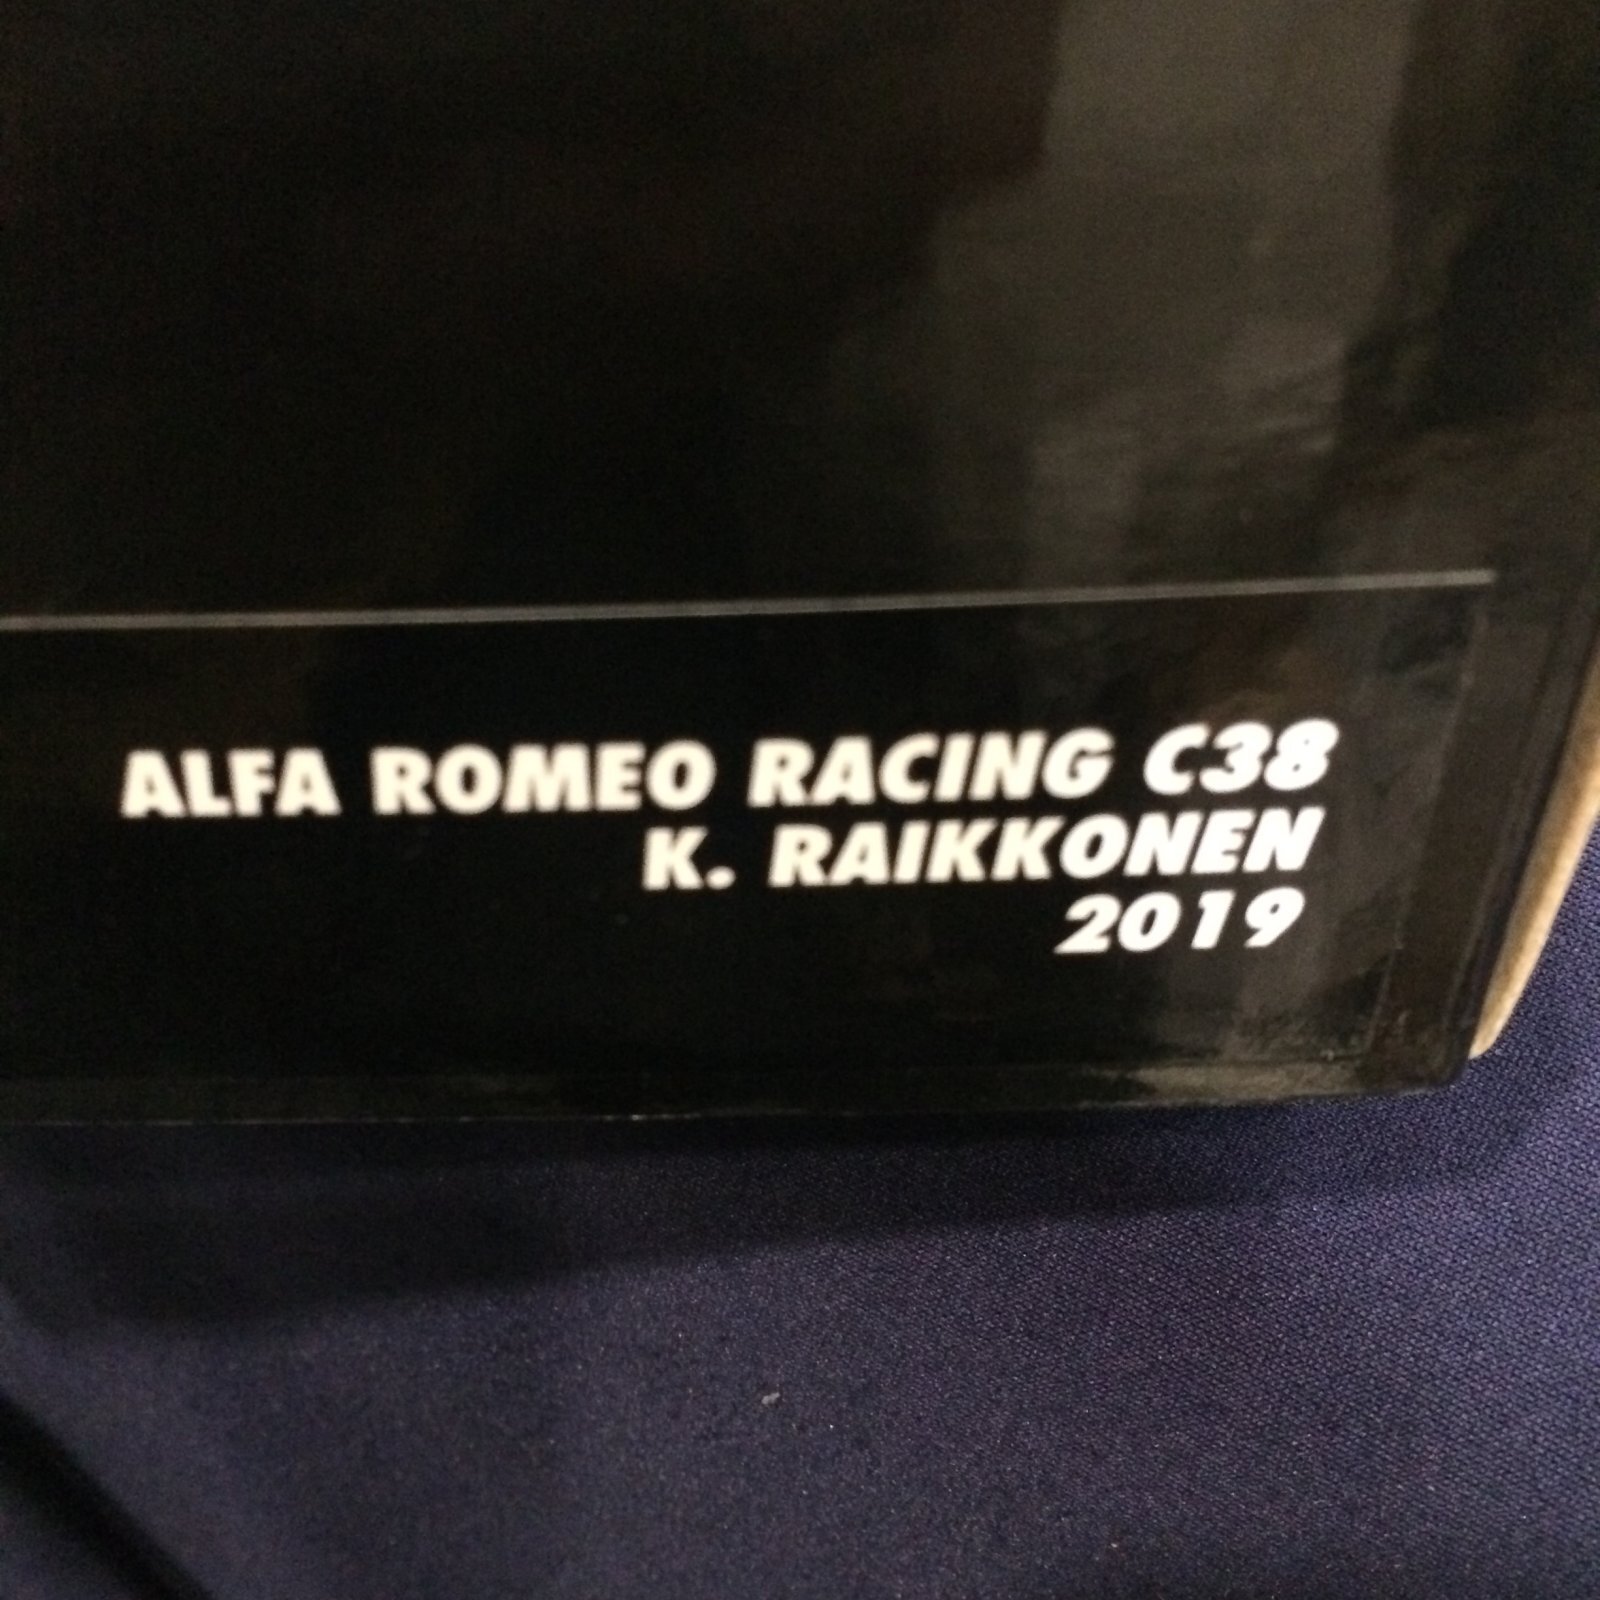 ALFA ROMEO RACING C38
K. RAIKKONEN
2019